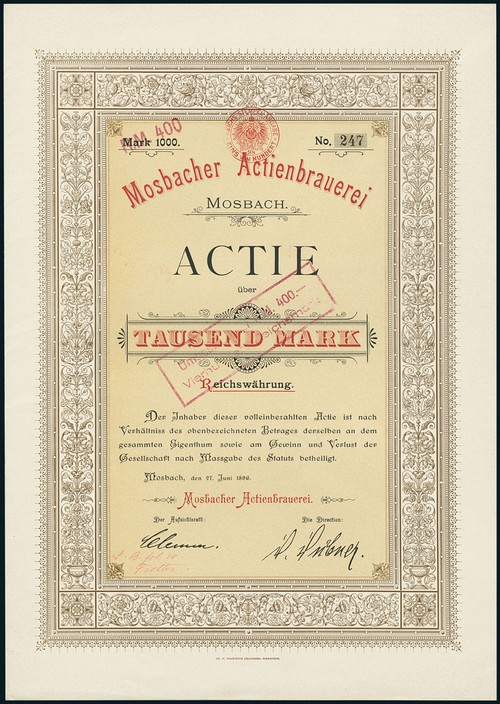 RM. 400
Mark 1000.
No. 247
Mosbacher Actienbrauerei
MOSBACH.
ACTIE
über
TAUSEND MARK
RM. 400.—
Reichswährung.
Der Inhaber dieser volleinbezahlten Actie ist nach
Verhältniss des obenbezeichneten Betrages derselben an dem
gesammten Eigenthum sowie am Gewinn und Verlust der
Gesellschaft nach Massgabe des Statuts betheiligt.
Mosbach, den 27. Juni 1896.
Mosbacher Actienbrauerei.
Der Aufsichtsrath:
Die Direction: